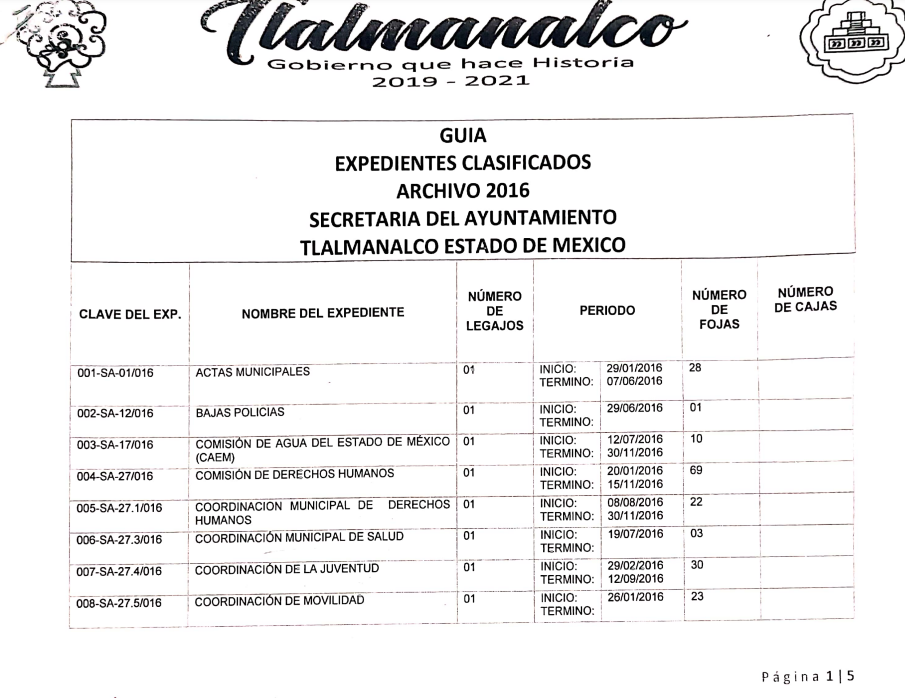 Tlalmanalco
Gobierno que hace Historia
2019 - 2021
GUIA
EXPEDIENTES CLASIFICADOS
ARCHIVO 2016
SECRETARIA DEL AYUNTAMIENTO
TLALMANALCO ESTADO DE MEXICO
CLAVE DEL EXP. NOMBRE DEL EXPEDIENTE NÚMERO DE LEGAJOS PERIODO NÚMERO DE FOJAS NÚMERO DE CAJAS
001-SA-01/016 ACTAS MUNICIPALES 01 INICIO: 29/01/2016 28
TERMINO: 07/06/2016
002-SA-12/016 BAJAS POLICIAS 01 INICIO: 29/06/2016 01
TERMINO:
003-SA-17/016 COMISIÓN DE AGUA DEL ESTADO DE MÉXICO 01 INICIO: 12/07/2016 10
(CAEM) TERMINO: 30/11/2016
004-SA-27/016 COMISIÓN DE DERECHOS HUMANOS 01 INICIO: 20/01/2016 69
TERMINO: 15/11/2016
005-SA-27.1/016 COORDINACION MUNICIPAL DE DERECHOS 01 INICIO: 08/08/2016 22
HUMANOS TERMINO: 30/11/2016
006-SA-27.3/016 COORDINACIÓN MUNICIPAL DE SALUD 01 INICIO: 19/07/2016 03
TERMINO:
007-SA-27.4/016 COORDINACIÓN DE LA JUVENTUD 01 INICIO: 29/02/2016 30
TERMINO: 12/09/2016
008-SA-27.5/016 COORDINACIÓN DE MOVILIDAD 01 INICIO: 26/01/2016 23
TERMINO:
Página 1 | 5